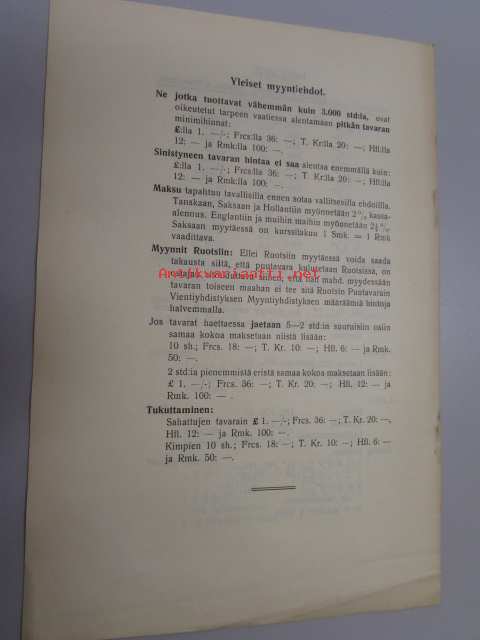 Yleiset myyntiehdot.
Ne jotka tuottavat vähemmän kuin 3.000 std:ia, ovat
oikeutetut tarpeen vaatiessa alentamaan pitkän tavaran
minimihinnat:
£:lla 1. —/-; Frcs:lla 36: —; T. Kr:lla 20: —; Hfl:lla
12: — ja Rmk:lla 100: —.
Sinistyneen tavaran hintaa ei saa alentaa enemmällä kuin:
£:lla 1. —/-; Frcs:lla 36: —; T. Kr:lla 20: —; Hfl:lla
12: — ja Rmk:lla 100: —.
Maksu tapahtuu tavallisilla ennen sotaa vallitsevilla ehdoilla.
Tanskaan, Saksaan ja Hollantiin myönnetään 2 % kassa-
alennus. Englantiin ja muihin maihin myönnetään 2½ %.
Saksaan myytäessä on kurssitakuu 1 Smk. = 1 Rmk
vaadittava.
Myynnit Ruotsiin: Ellei Ruotsiin myytäessä voida saada
takausta siitä, että puutavara kulutetaan Ruotsissa, on
siihen, että hän mahd. myydessään
tavaran toiseen maahan ei tee sitä Ruotsin Puutavarain
Vientiyhdistyksen Myyntiyhdistyksen määräämiä hintoja
halvemmalla.
Antikvariaatti.net
Jos tavarat haettaessa jaetaan 5—2 std:in suuruisiin osiin
samaa kokoa maksetaan niistä lisään:
10 sh.; Frcs. 18: —; T. Kr. 10: —; Hfl. 6: — ja Rmk.
50: —.
2 std:ia pienemmistä eristä samaa kokoa maksetaan lisään:
£ 1. —/-; Frcs. 36: —; T. Kr. 20: —; Hfl. 12: — ja
Rmk. 100: — .
Tukuttaminen:
Sahattujen tavarain £ 1. —/-; Frcs. 36: —; T. Kr. 20: —,
Hfl. 12: — ja Rmk. 100: —.
Kimpien 10 sh.; Frcs. 18: —; T. Kr. 10: —; Hfl. 6: —
ja Rmk. 50: —.